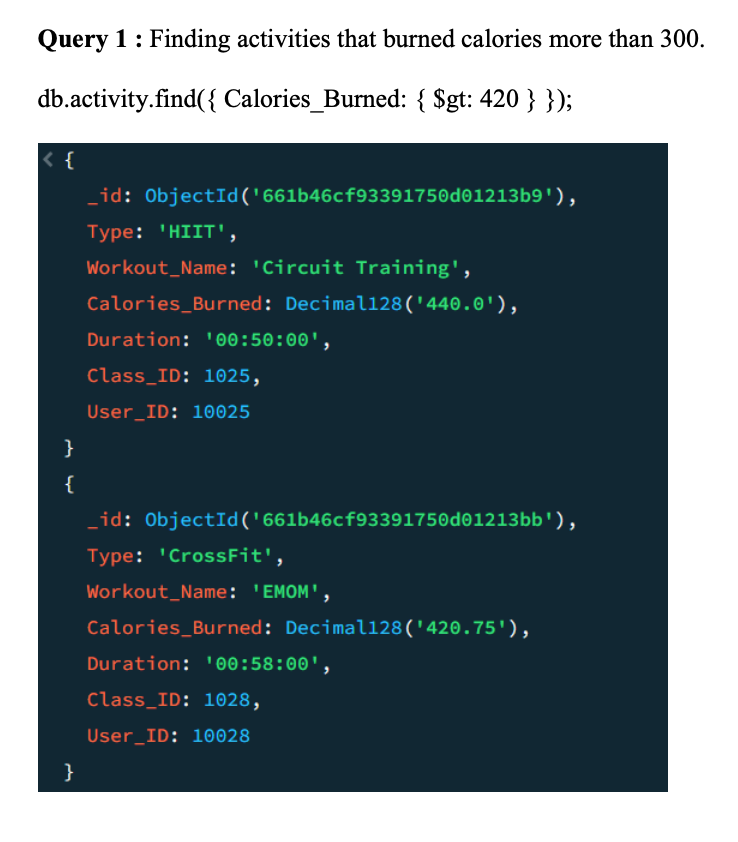 Query 1 : Finding activities that burned calories more than 300.
db.activity.find({ Calories_Burned: { $gt: 420 } });
< {
_id: ObjectId('661b46cf93391750d01213b9'),
Type: 'HIIT',
Workout_Name: 'Circuit Training',
Calories_Burned: Decimal128('440.0'),
Duration: '00:50:00',
Class_ID: 1025,
User_ID: 10025
}
{
_id: ObjectId('661b46cf93391750d01213bb'),
Type: 'CrossFit',
Workout_Name: 'EMOM',
Calories_Burned: Decimal128('420.75'),
Duration: '00:58:00',
Class_ID: 1028,
User_ID: 10028
}